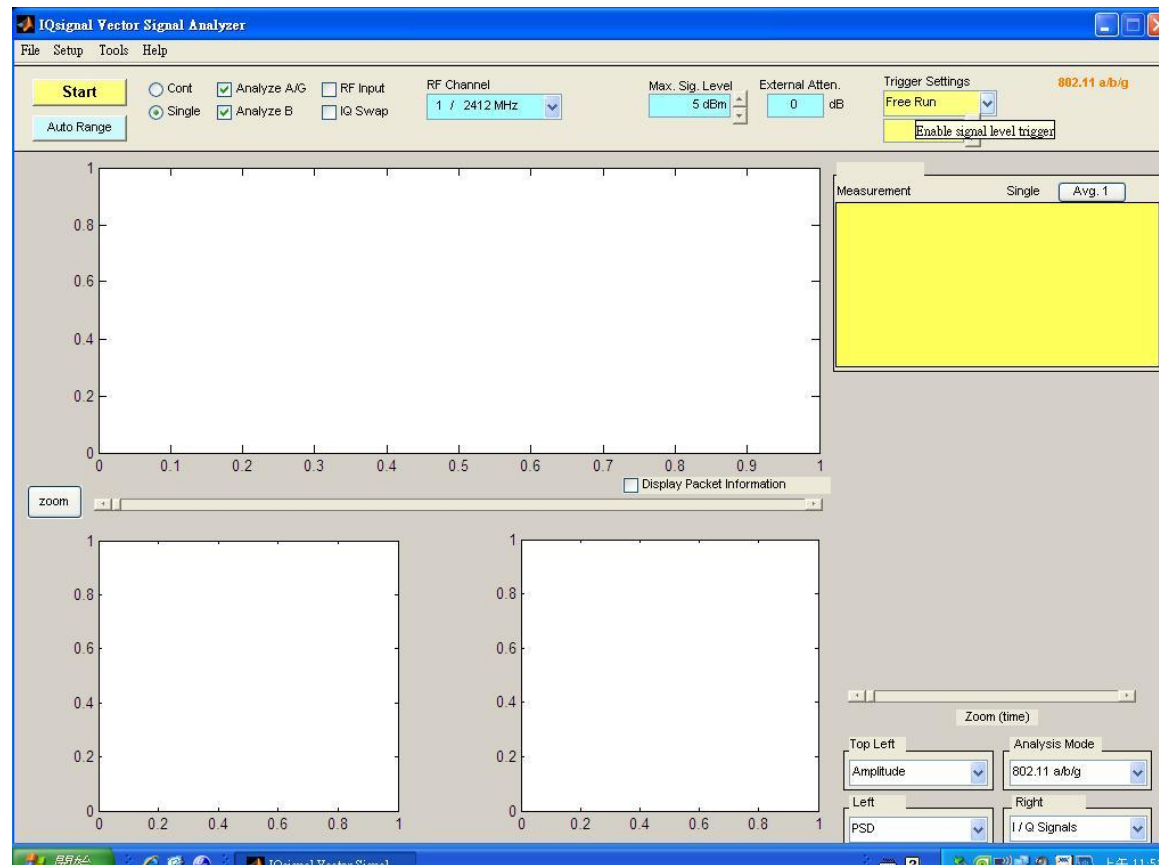 IQsignal Vector Signal Analyzer
File Setup Tools Help
Start
Auto Range
Cont
Single
Analyze A/G
Analyze B
RF Input
IQ Swap
RF Channel
1 / 2412 MHz
Max. Sig. Level
5 dBm
External Atten.
0 dB
Trigger Settings
Free Run
Enable signal level trigger
802.11 a/b/g
1
0.8
0.6
0.4
0.2
0
0 0.1 0.2 0.3 0.4 0.5 0.6 0.7 0.8 0.9 1
Measurement Single Avg. 1
Display Packet Information
zoom
1
0.8
0.6
0.4
0.2
0
0 0.2 0.4 0.6 0.8 1
1
0.8
0.6
0.4
0.2
0
0 0.2 0.4 0.6 0.8 1
Zoom (time)
Top Left
Amplitude
Analysis Mode
802.11 a/b/g
Left
PSD
Right
I / Q Signals
開始
IQsignal Vector Signal
上午 11:5